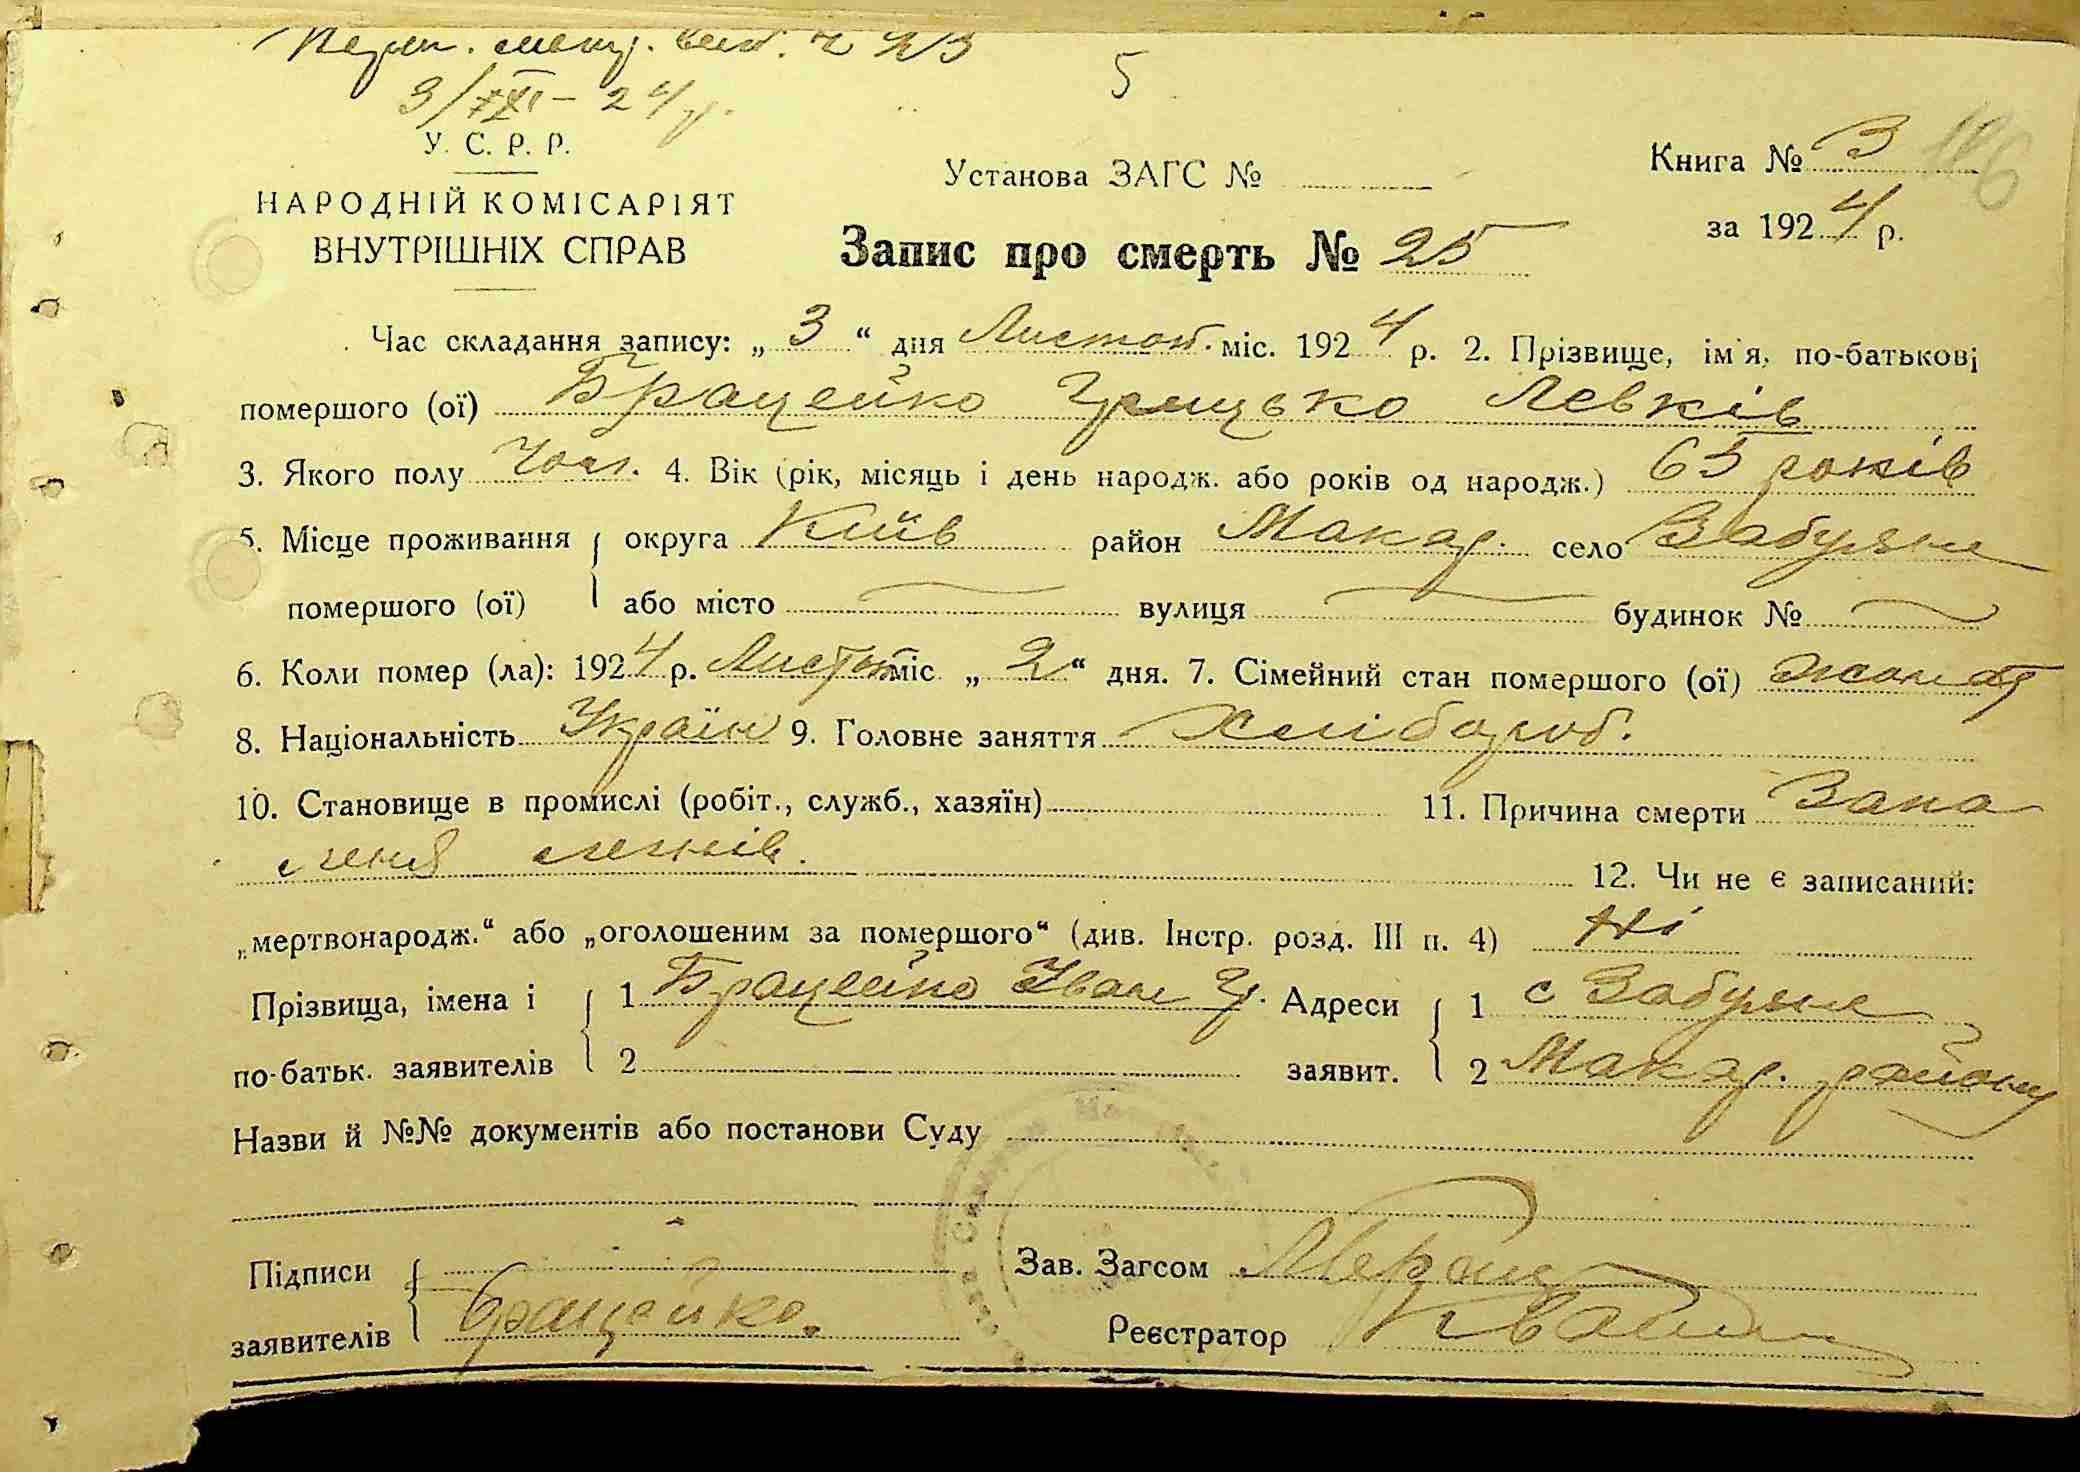 5
3/XI – 24 р.
У. С. Р. Р.
НАРОДНІЙ КОМІСАРІЯТ
ВНУТРІШНІХ СПРАВ
Установа ЗАГС №
Книга № 3
за 1924 р.
Запис про смерть № 25
Час складання запису: „ 3 “ дня Листоп. міс. 1924 р. 2. Прізвище, ім'я, по-батькові
помершого (ої) Брацейко Грицько Левків
3. Якого полу Чол. 4. Вік (рік, місяць і день народж. або років од народж.) 65 років
5. Місце проживання округа Київ район Макар. село Забуяне
помершого (ої) або місто вулиця будинок №
6. Коли помер (ла): 1924 р. Листоп міс „ 2 “ дня. 7. Сімейний стан помершого (ої) жонат
8. Національність Україн 9. Головне заняття Хлібороб.
10. Становище в промислі (робіт., служб., хазяїн) 11. Причина смерти Запа
леня легнів.
12. Чи не є записаний:
„мертвонародж.“ або „оголошеним за помершого“ (див. Інстр. розд. III п. 4) Ні
Прізвища, імена і 1 Брацейко Іван Г. Адреси 1 с Забуяне
по-батьк. заявителів 2 заявит. 2 Макар. району
Назви й №№ документів або постанови Суду
Підписи Зав. Загсом
заявителів Брацейко. Реєстратор